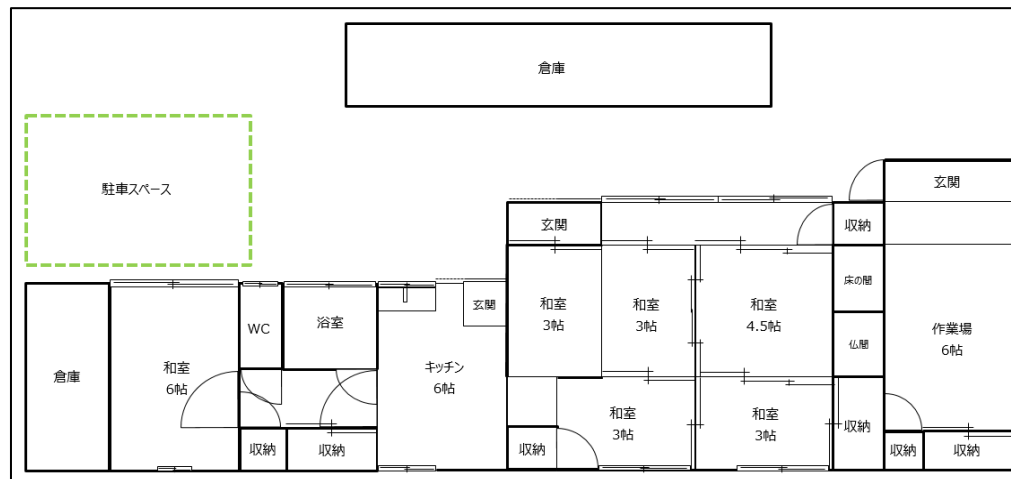 倉庫
駐車スペース
玄関
玄関
収納
和室
3帖
和室
3帖
和室
4.5帖
床の間
仏間
作業場
6帖
倉庫
和室
6帖
WC
浴室
キッチン
6帖
玄関
和室
3帖
和室
3帖
収納
収納
収納
収納
収納
収納